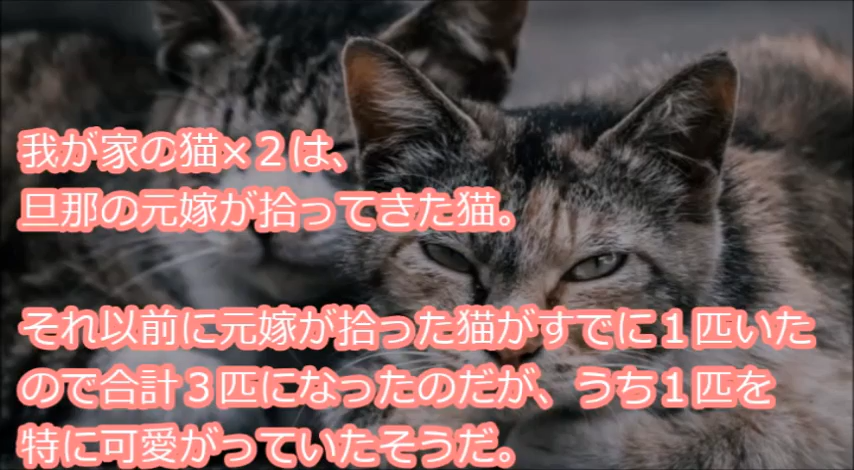 我が家の猫×２は、
旦那の元嫁が拾ってきた猫。
それ以前に元嫁が拾った猫がすでに１匹いた
ので合計３匹になったのだが、うち１匹を
特に可愛がっていたそうだ。